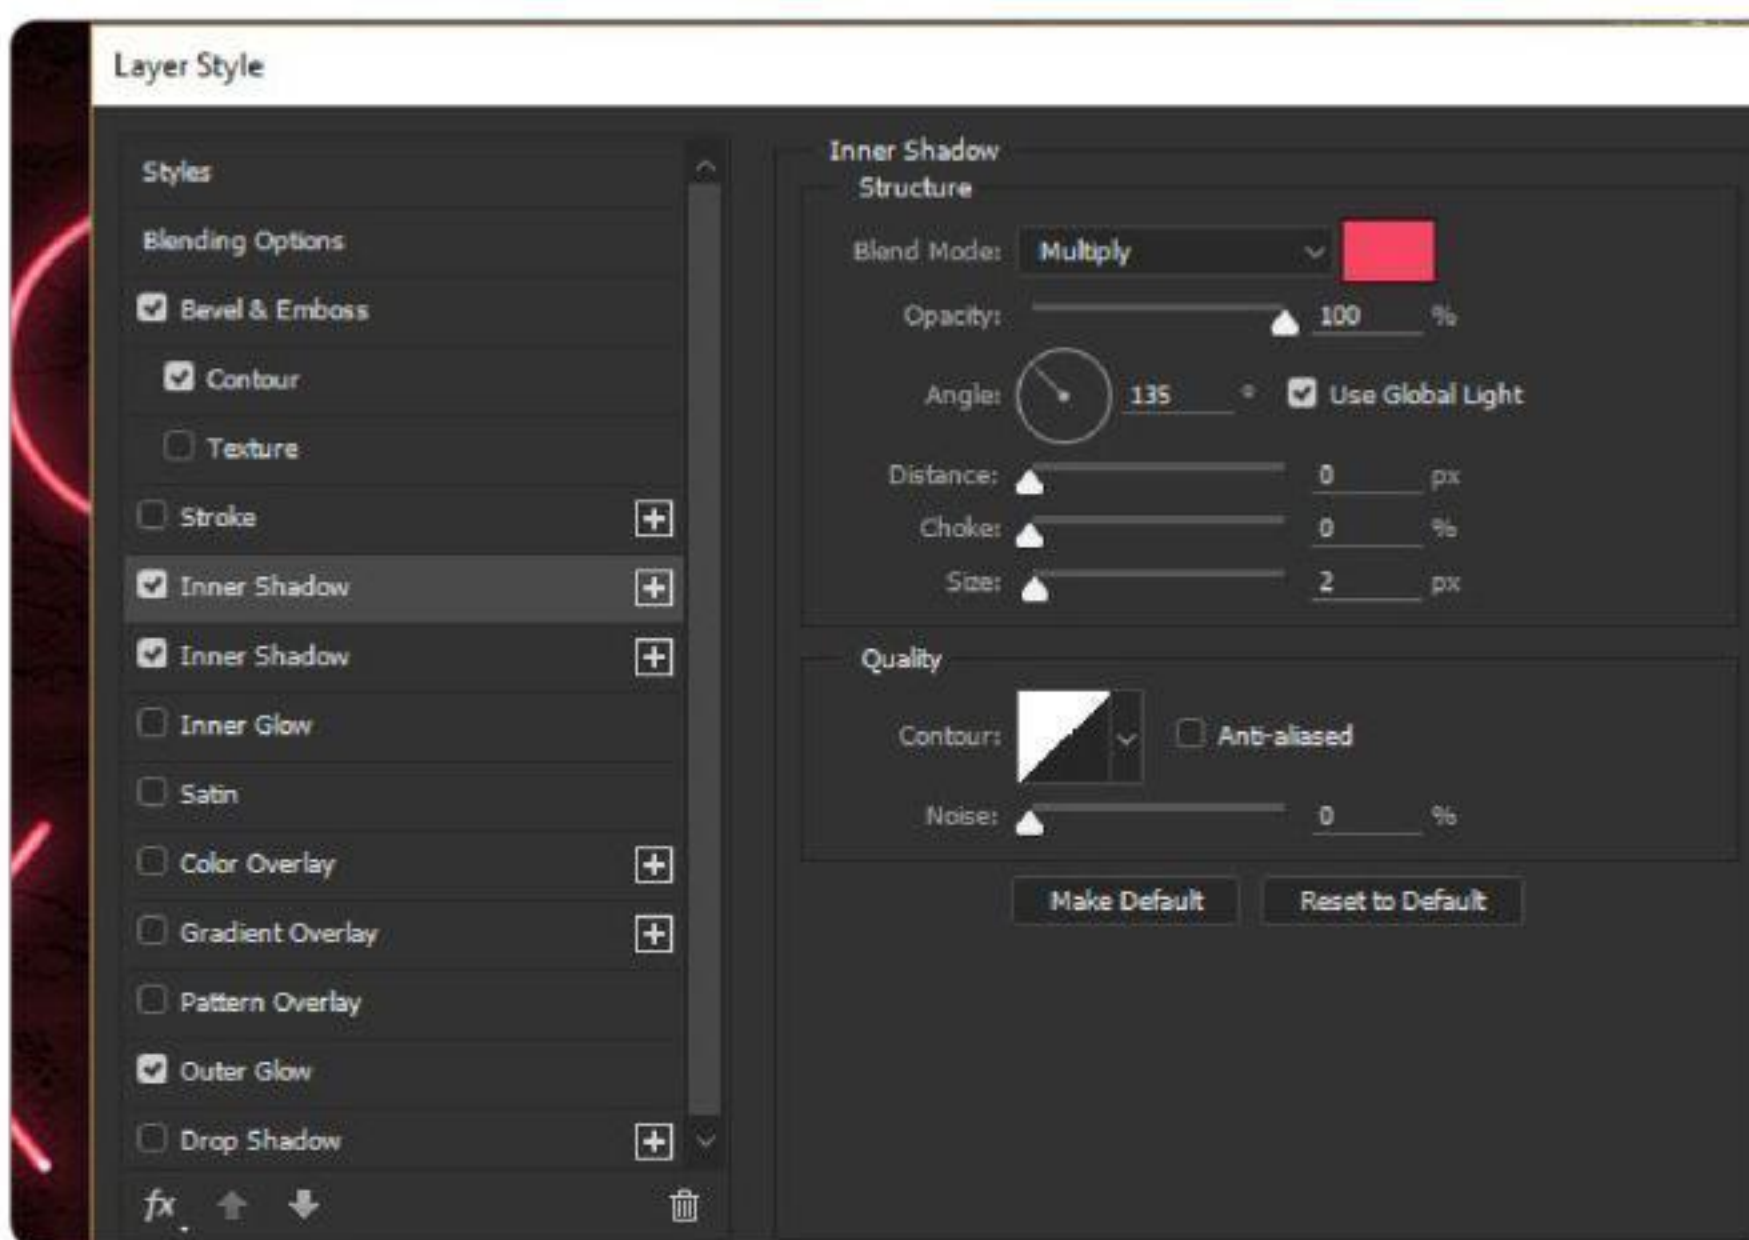 Layer Style
Styles
Blending Options
Bevel & Emboss
Contour
Texture
Stroke
Inner Shadow
Inner Shadow
Inner Glow
Satin
Color Overlay
Gradient Overlay
Pattern Overlay
Outer Glow
Drop Shadow
fx
Inner Shadow
Structure
Blend Mode: Multiply
Opacity: 100 %
Angle: 135 ° Use Global Light
Distance: 0 px
Choke: 0 %
Size: 2 px
Quality
Contour: Anti-aliased
Noise: 0 %
Make Default Reset to Default